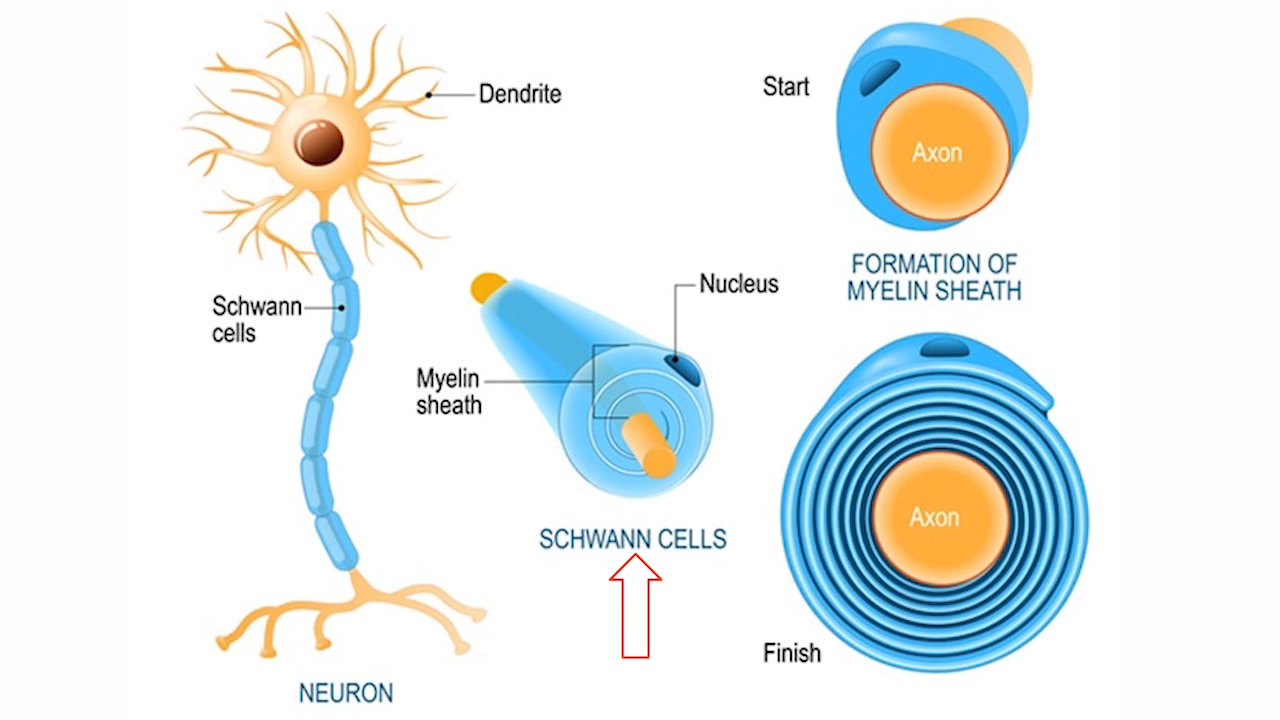 Dendrite
Schwann
cells
NEURON
Nucleus
Myelin
sheath
SCHWANN CELLS
Start
Axon
FORMATION OF
MYELIN SHEATH
Axon
Finish